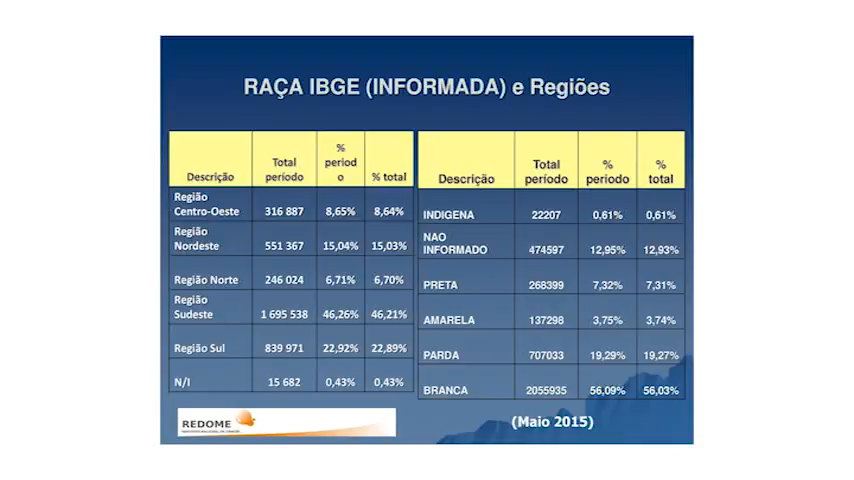 RAÇA IBGE (INFORMADA) e Regiões
Descrição Total período % period o % total
Região Centro-Oeste 316 887 8,65% 8,64%
Região Nordeste 551 367 15,04% 15,03%
Região Norte 246 024 6,71% 6,70%
Região Sudeste 1 695 538 46,26% 46,21%
Região Sul 839 971 22,92% 22,89%
N/I 15 682 0,43% 0,43%
Descrição Total período % periodo % total
INDIGENA 22207 0,61% 0,61%
NAO INFORMADO 474597 12,95% 12,93%
PRETA 268399 7,32% 7,31%
AMARELA 137298 3,75% 3,74%
PARDA 707033 19,29% 19,27%
BRANCA 2055935 56,09% 56,03%
REDOME
(Maio 2015)